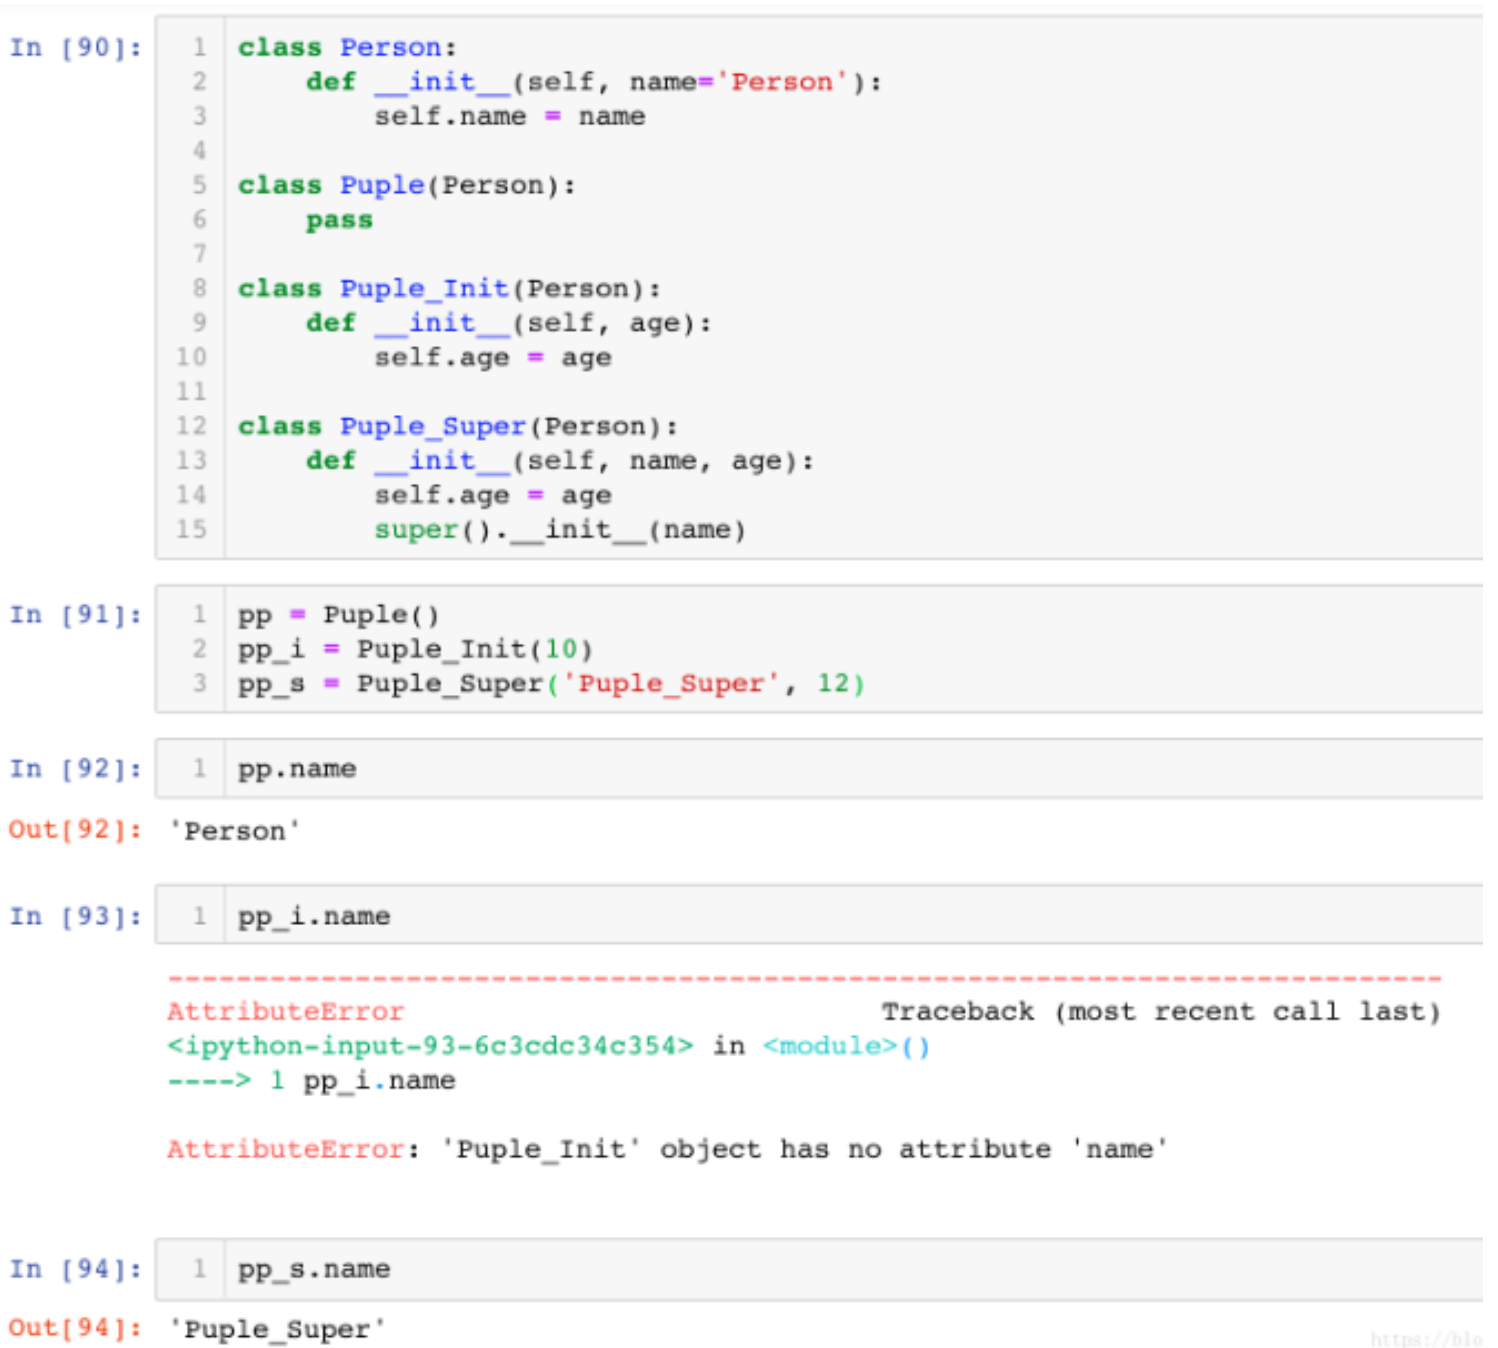 In [90]:
1 class Person:
2     def __init__(self, name='Person'):
3         self.name = name
4
5 class Puple(Person):
6     pass
7
8 class Puple_Init(Person):
9     def __init__(self, age):
10         self.age = age
11
12 class Puple_Super(Person):
13     def __init__(self, name, age):
14         self.age = age
15         super().__init__(name)
In [91]:
1 pp = Puple()
2 pp_i = Puple_Init(10)
3 pp_s = Puple_Super('Puple_Super', 12)
In [92]: 1 pp.name
Out[92]: 'Person'
In [93]: 1 pp_i.name
---------------------------------------------------------------------------
AttributeError                            Traceback (most recent call last)
<ipython-input-93-6c3cdc34c354> in <module>()
----> 1 pp_i.name
AttributeError: 'Puple_Init' object has no attribute 'name'
In [94]: 1 pp_s.name
Out[94]: 'Puple_Super'
https://blo